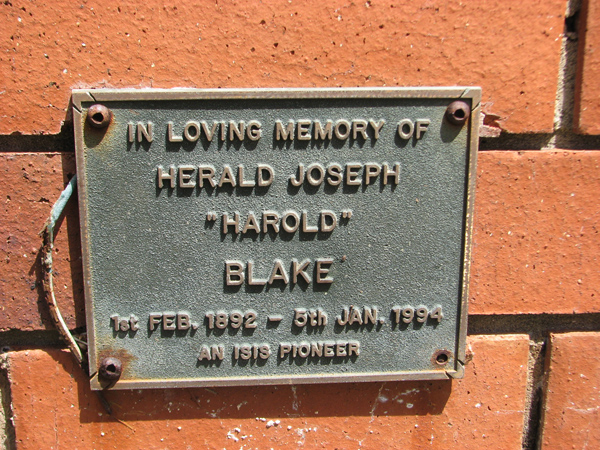 IN LOVING MEMORY OF
HERALD JOSEPH
"HAROLD"
BLAKE
1st FEB. 1892 - 5th JAN. 1994
AN ISIS PIONEER